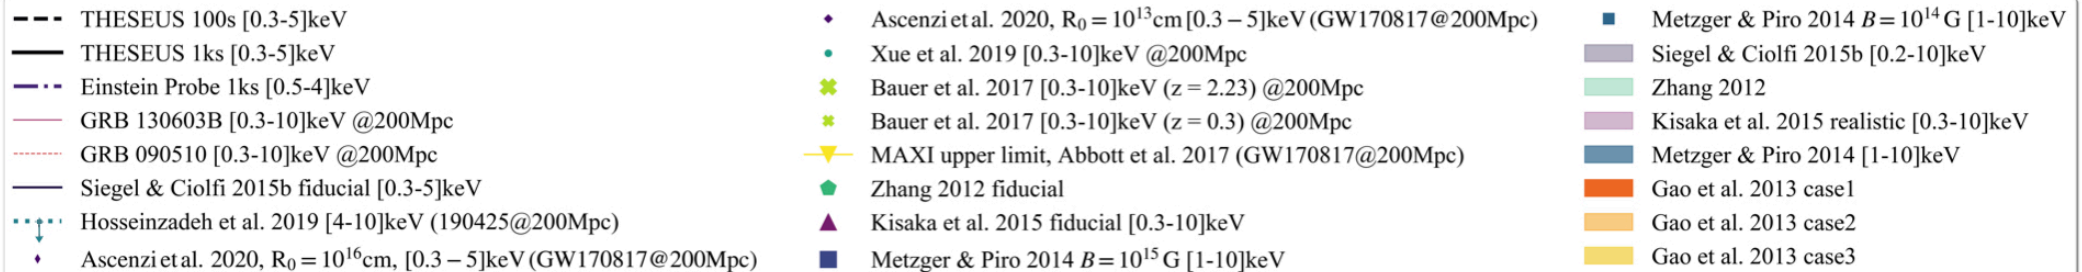 THESEUS 100s [0.3-5]keV
THESEUS 1ks [0.3-5]keV
Einstein Probe 1ks [0.5-4]keV
GRB 130603B [0.3-10]keV @200Mpc
GRB 090510 [0.3-10]keV @200Mpc
Siegel & Ciolfi 2015b fiducial [0.3-5]keV
Hosseinzadeh et al. 2019 [4-10]keV (190425@200Mpc)
Ascenzi et al. 2020, R₀ = 10¹⁶cm, [0.3 – 5]keV (GW170817@200Mpc)
Ascenzi et al. 2020, R₀ = 10¹³cm [0.3 – 5]keV (GW170817@200Mpc)
Xue et al. 2019 [0.3-10]keV @200Mpc
Bauer et al. 2017 [0.3-10]keV (z = 2.23) @200Mpc
Bauer et al. 2017 [0.3-10]keV (z = 0.3) @200Mpc
MAXI upper limit, Abbott et al. 2017 (GW170817@200Mpc)
Zhang 2012 fiducial
Kisaka et al. 2015 fiducial [0.3-10]keV
Metzger & Piro 2014 B = 10¹⁵ G [1-10]keV
Metzger & Piro 2014 B = 10¹⁴ G [1-10]keV
Siegel & Ciolfi 2015b [0.2-10]keV
Zhang 2012
Kisaka et al. 2015 realistic [0.3-10]keV
Metzger & Piro 2014 [1-10]keV
Gao et al. 2013 case1
Gao et al. 2013 case2
Gao et al. 2013 case3